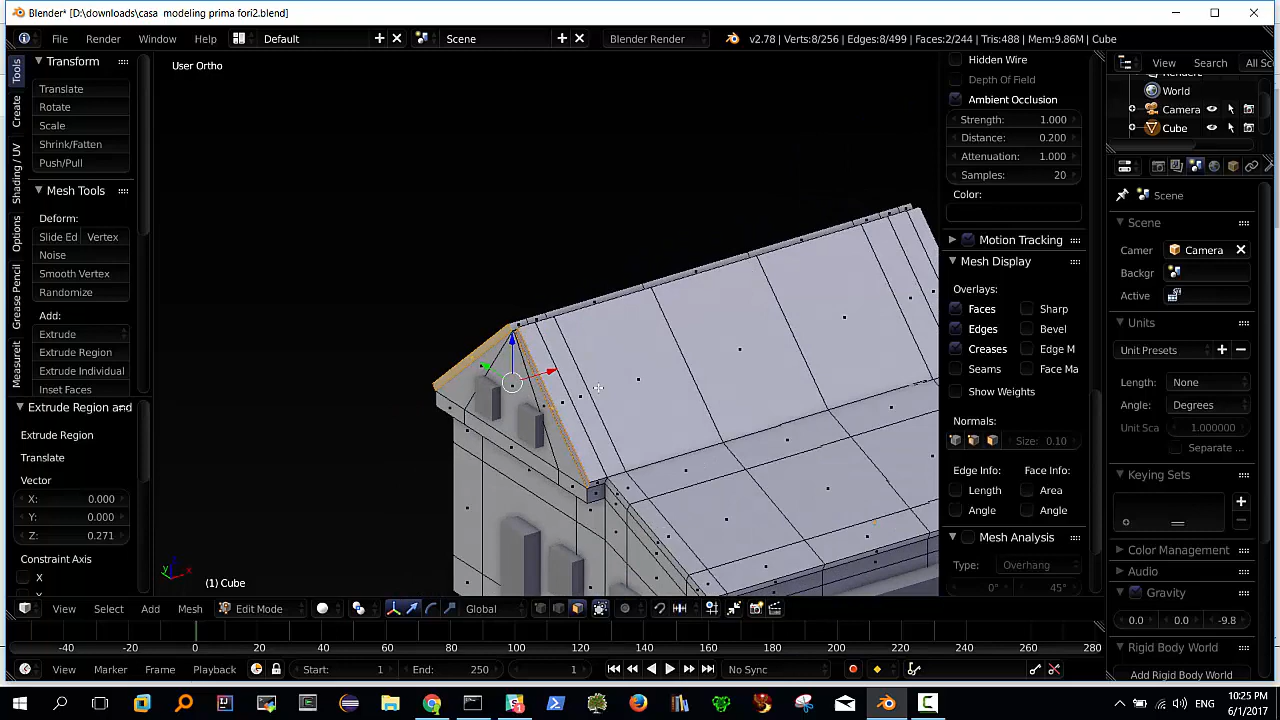 Blender* [D:\downloads\casa modeling prima fori2.blend]
File Render Window Help Default Scene Blender Render v2.78 | Verts:8/256 | Edges:8/499 | Faces:2/244 | Tris:488 | Mem:9.86M | Cube
Tools
Create
Shading / UV
Options
Grease Pencil
Measureit
Transform
Translate
Rotate
Scale
Shrink/Fatten
Push/Pull
Mesh Tools
Deform:
Slide Ed Vertex
Noise
Smooth Vertex
Randomize
Add:
Extrude
Extrude Region
Extrude Individual
Inset Faces
Extrude Region and
Extrude Region
Translate
Vector
X: 0.000
Y: 0.000
Z: 0.271
Constraint Axis
X
User Ortho
y x
(1) Cube
Hidden Wire
Depth Of Field
Ambient Occlusion
Strength: 1.000
Distance: 0.200
Attenuation: 1.000
Samples: 20
Color:
Motion Tracking
Mesh Display
Overlays:
Faces Sharp
Edges Bevel
Creases Edge M
Seams Face Ma
Show Weights
Normals:
Size: 0.10
Edge Info: Face Info:
Length Area
Angle Angle
Mesh Analysis
Type: Overhang
0° 45°
View Search All Sc
World
Camera
Cube
Scene
Scene
Camer Camera
Backgr
Active
Units
Unit Presets
Length: None
Angle: Degrees
Unit Sca 1.000000
Separate ...
Keying Sets
Color Management
Audio
Gravity
0.0 0.0 -9.8
Rigid Body World
Add Rigid Body World
View Select Add Mesh Edit Mode Global
-40 -20 0 20 40 60 80 100 120 140 160 180 200 220 240 260 280
View Marker Frame Playback Start: 1 End: 250 1 No Sync
10:25 PM
ENG
6/1/2017